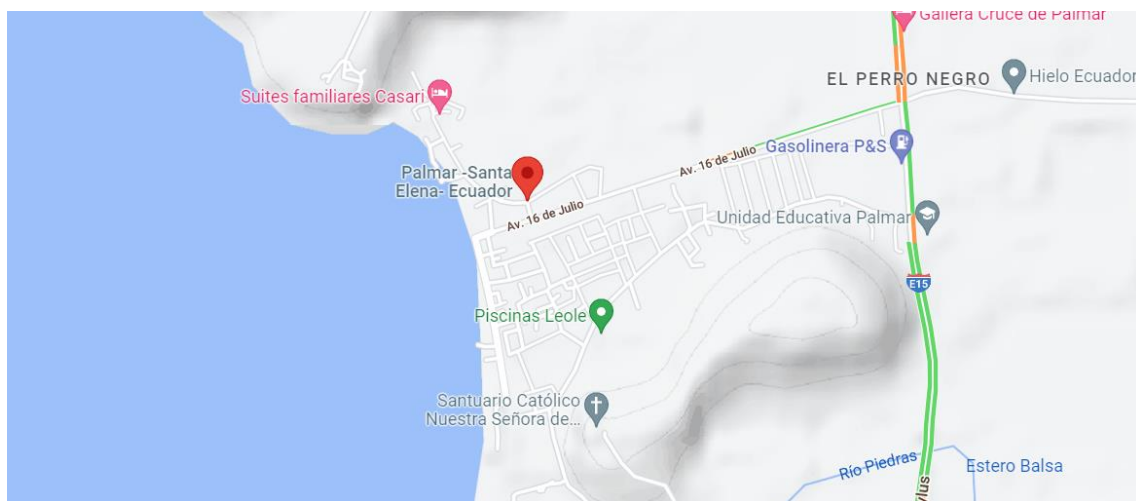 Gallera Cruce de Palmar
EL PERRO NEGRO
Hielo Ecuador
Suites familiares Casari
Gasolinera P&S
Av. 16 de Julio
Palmar -Santa
Elena- Ecuador
Av. 16 de Julio
Unidad Educativa Palmar
E15
Piscinas Leole
Santuario Católico
Nuestra Señora de...
Río Piedras
Estero Balsa